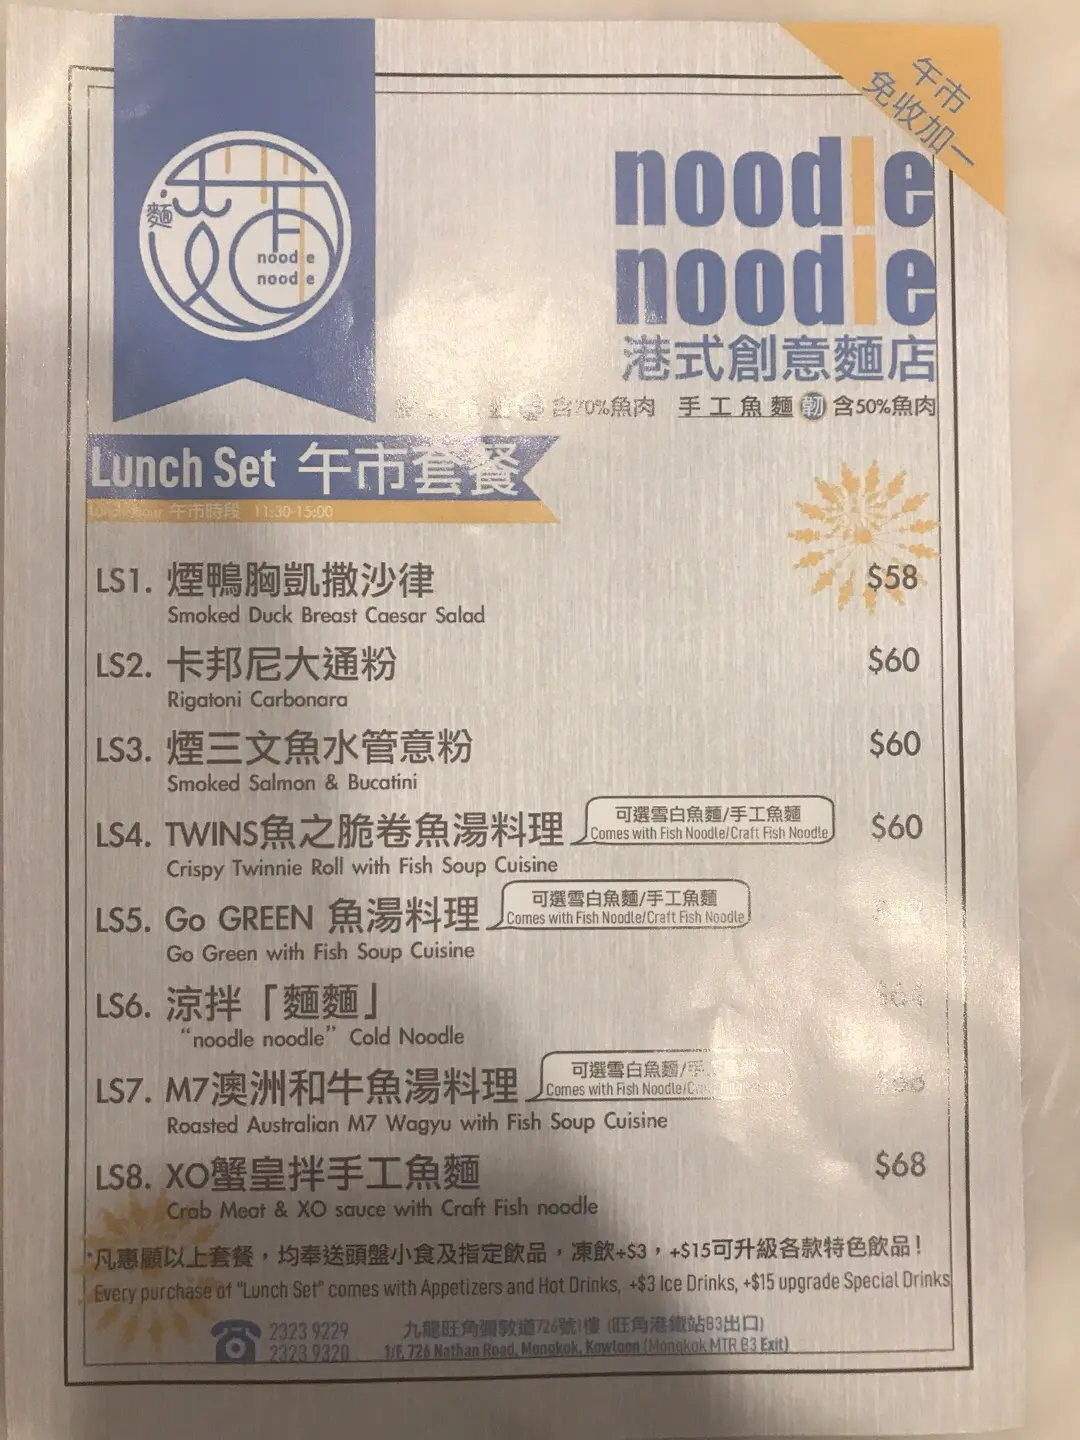 午市
免收加一
麵
noodle
noodle
noodle
noodle
港式創意麵店
含70%魚肉 手工魚麵 韌 含50%魚肉
Lunch Set 午市套餐
Lunch Hour 午市時段 11:30-15:00
LS1. 煙鴨胸凱撒沙律 $58
Smoked Duck Breast Caesar Salad
LS2. 卡邦尼大通粉 $60
Rigatoni Carbonara
LS3. 煙三文魚水管意粉 $60
Smoked Salmon & Bucatini
LS4. TWINS魚之脆卷魚湯料理 可選雪白魚麵/手工魚麵 $60
Comes with Fish Noodle/Craft Fish Noodle
Crispy Twinnie Roll with Fish Soup Cuisine
LS5. Go GREEN 魚湯料理 可選雪白魚麵/手工魚麵
Comes with Fish Noodle/Craft Fish Noodle
Go Green with Fish Soup Cuisine
LS6. 涼拌「麵麵」
“noodle noodle” Cold Noodle
LS7. M7澳洲和牛魚湯料理 可選雪白魚麵/手
Comes with Fish Noodle/
Roasted Australian M7 Wagyu with Fish Soup Cuisine
LS8. XO蟹皇拌手工魚麵 $68
Crab Meat & XO sauce with Craft Fish noodle
凡惠顧以上套餐，均奉送頭盤小食及指定飲品，凍飲+$3，+$15可升級各款特色飲品！
Every purchase of "Lunch Set" comes with Appetizers and Hot Drinks, +$3 Ice Drinks, +$15 upgrade Special Drinks
2323 9229
2323 9320
九龍旺角彌敦道726號1樓 (旺角港鐵站B3出口)
1/F, 726 Nathan Road, Mongkok, Kowloon (Mongkok MTR B3 Exit)